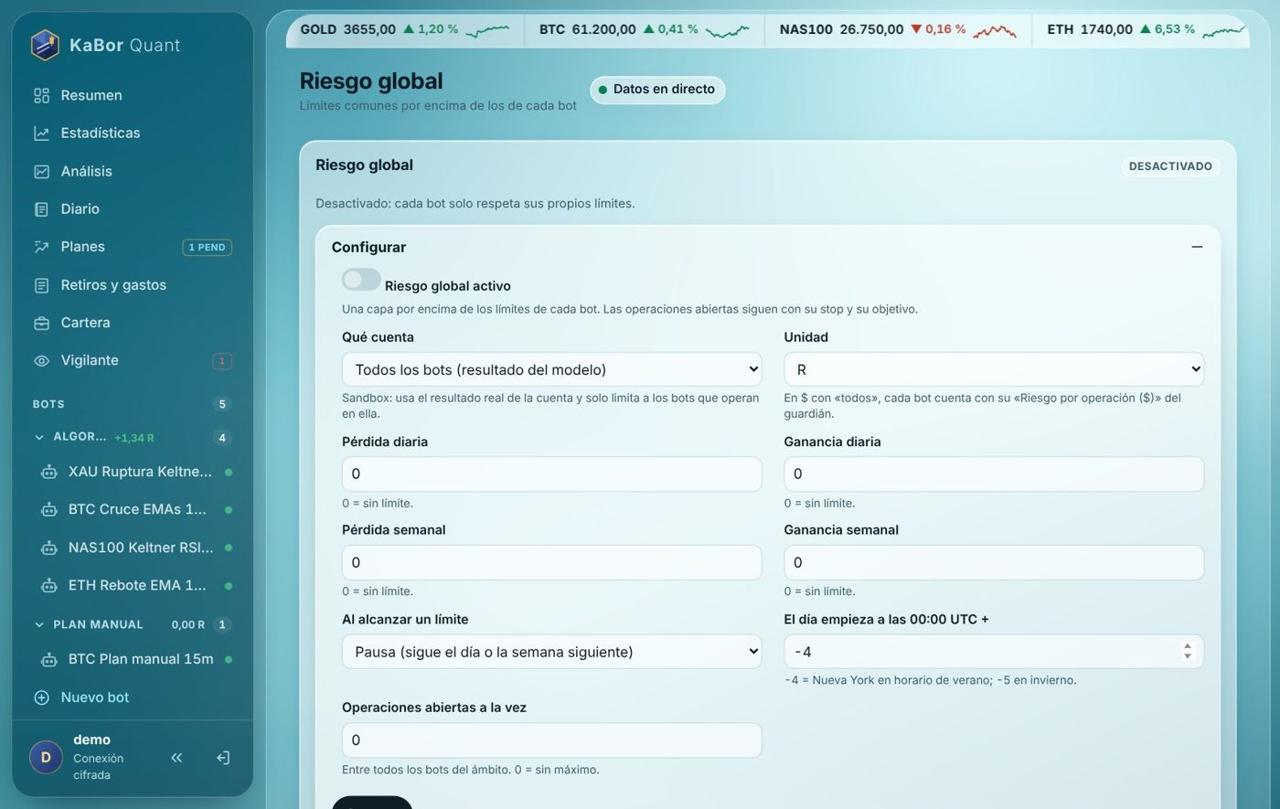 KaBor Quant
Resumen
Estadísticas
Análisis
Diario
Planes 1 PEND
Retiros y gastos
Cartera
Vigilante 1
BOTS 5
ALGOR... +1,34 R 4
XAU Ruptura Keltne...
BTC Cruce EMAs 1...
NAS100 Keltner RSI...
ETH Rebote EMA 1...
PLAN MANUAL 0,00 R 1
BTC Plan manual 15m
Nuevo bot
D
demo
Conexión
cifrada
GOLD 3655,00 ▲ 1,20 % BTC 61.200,00 ▲ 0,41 % NAS100 26.750,00 ▼ 0,16 % ETH 1740,00 ▲ 6,53 %
Riesgo global
Límites comunes por encima de los de cada bot
Datos en directo
Riesgo global DESACTIVADO
Desactivado: cada bot solo respeta sus propios límites.
Configurar
Riesgo global activo
Una capa por encima de los límites de cada bot. Las operaciones abiertas siguen con su stop y su objetivo.
Qué cuenta
Todos los bots (resultado del modelo)
Sandbox: usa el resultado real de la cuenta y solo limita a los bots que operan
en ella.
Unidad
R
En $ con «todos», cada bot cuenta con su «Riesgo por operación ($)» del
guardián.
Pérdida diaria
0
0 = sin límite.
Ganancia diaria
0
0 = sin límite.
Pérdida semanal
0
0 = sin límite.
Ganancia semanal
0
0 = sin límite.
Al alcanzar un límite
Pausa (sigue el día o la semana siguiente)
El día empieza a las 00:00 UTC +
-4
-4 = Nueva York en horario de verano; -5 en invierno.
Operaciones abiertas a la vez
0
Entre todos los bots del ámbito. 0 = sin máximo.